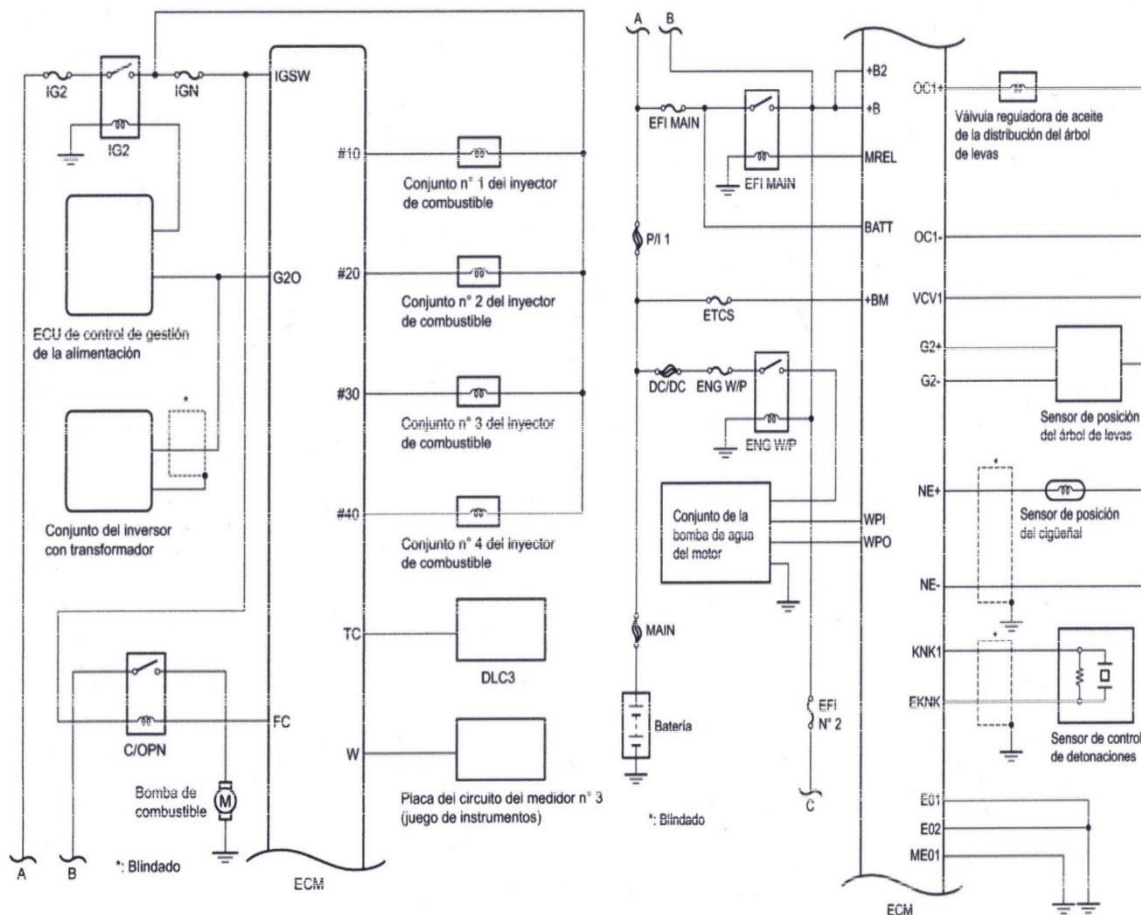 IG2
IGN
IG2
IGSW
#10
Conjunto n° 1 del inyector
de combustible
G2O
#20
Conjunto n° 2 del inyector
de combustible
ECU de control de gestión
de la alimentación
*
#30
Conjunto n° 3 del inyector
de combustible
Conjunto del inversor
con transformador
#40
Conjunto n° 4 del inyector
de combustible
TC
DLC3
C/OPN
FC
W
Placa del circuito del medidor n° 3
(juego de instrumentos)
Bomba de
combustible
M
*: Blindado
A
B
ECM
A
B
+B2
+B
EFI MAIN
EFI MAIN
MREL
BATT
P/I 1
ETCS
+BM
DC/DC
ENG W/P
ENG W/P
Conjunto de la
bomba de agua
del motor
WPI
WPO
MAIN
Batería
EFI
N° 2
C
*: Blindado
OC1+
Válvula reguiadora de aceite
de la distribución del árbol
de levas
OC1-
VCV1
G2+
G2-
Sensor de posición
del árbol de levas
*
NE+
Sensor de posición
del cigüeñal
NE-
*
KNK1
EKNK
Sensor de control
de detonaciones
E01
E02
ME01
ECM